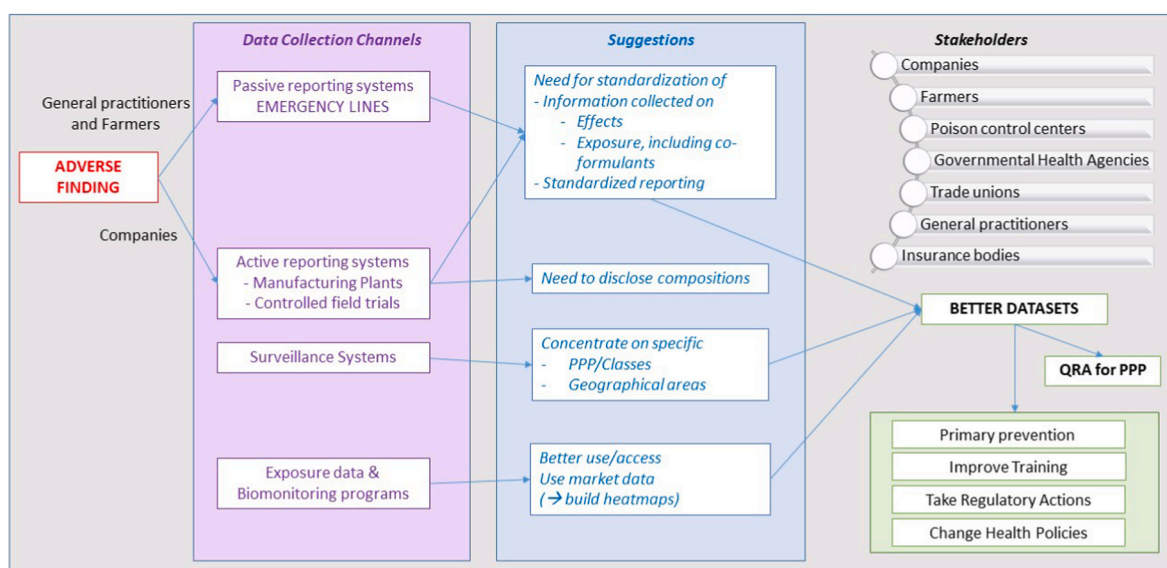 Data Collection Channels
Suggestions
Stakeholders
General practitioners
and Farmers
ADVERSE
FINDING
Companies
Passive reporting systems
EMERGENCY LINES
Active reporting systems
- Manufacturing Plants
- Controlled field trials
Surveillance Systems
Exposure data &
Biomonitoring programs
Need for standardization of
- Information collected on
- Effects
- Exposure, including co-
formulants
- Standardized reporting
Need to disclose compositions
Concentrate on specific
- PPP/Classes
- Geographical areas
Better use/access
Use market data
(→ build heatmaps)
Companies
Farmers
Poison control centers
Governmental Health Agencies
Trade unions
General practitioners
Insurance bodies
BETTER DATASETS
QRA for PPP
Primary prevention
Improve Training
Take Regulatory Actions
Change Health Policies